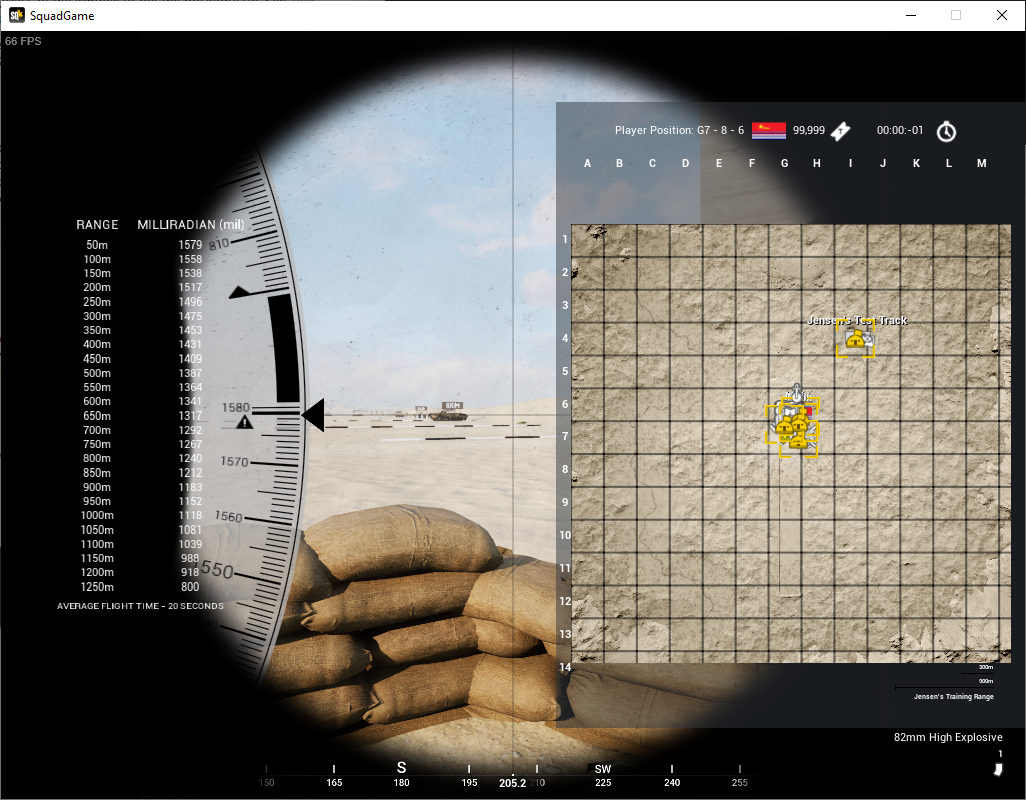 SquadGame
66 FPS
Player Position: G7 - 8 - 6 99,999 00:00:-01
A B C D E F G H I J K L M
RANGE MILLIRADIAN (mil)
50m 1579
100m 1558
150m 1538
200m 1517
250m 1496
300m 1475
350m 1453
400m 1431
450m 1409
500m 1387
550m 1364
600m 1341
650m 1317
700m 1292
750m 1267
800m 1240
850m 1212
900m 1183
950m 1152
1000m 1118
1050m 1081
1100m 1039
1150m 988
1200m 918
1250m 800
AVERAGE FLIGHT TIME - 20 SECONDS
810
1580
1570
1560
550
1
2
3
4
5
6
7
8
9
10
11
12
13
14
Jensen's Test Track
300m
900m
Jensen's Training Range
82mm High Explosive
1
S SW
150 165 180 195 205.2 210 225 240 255